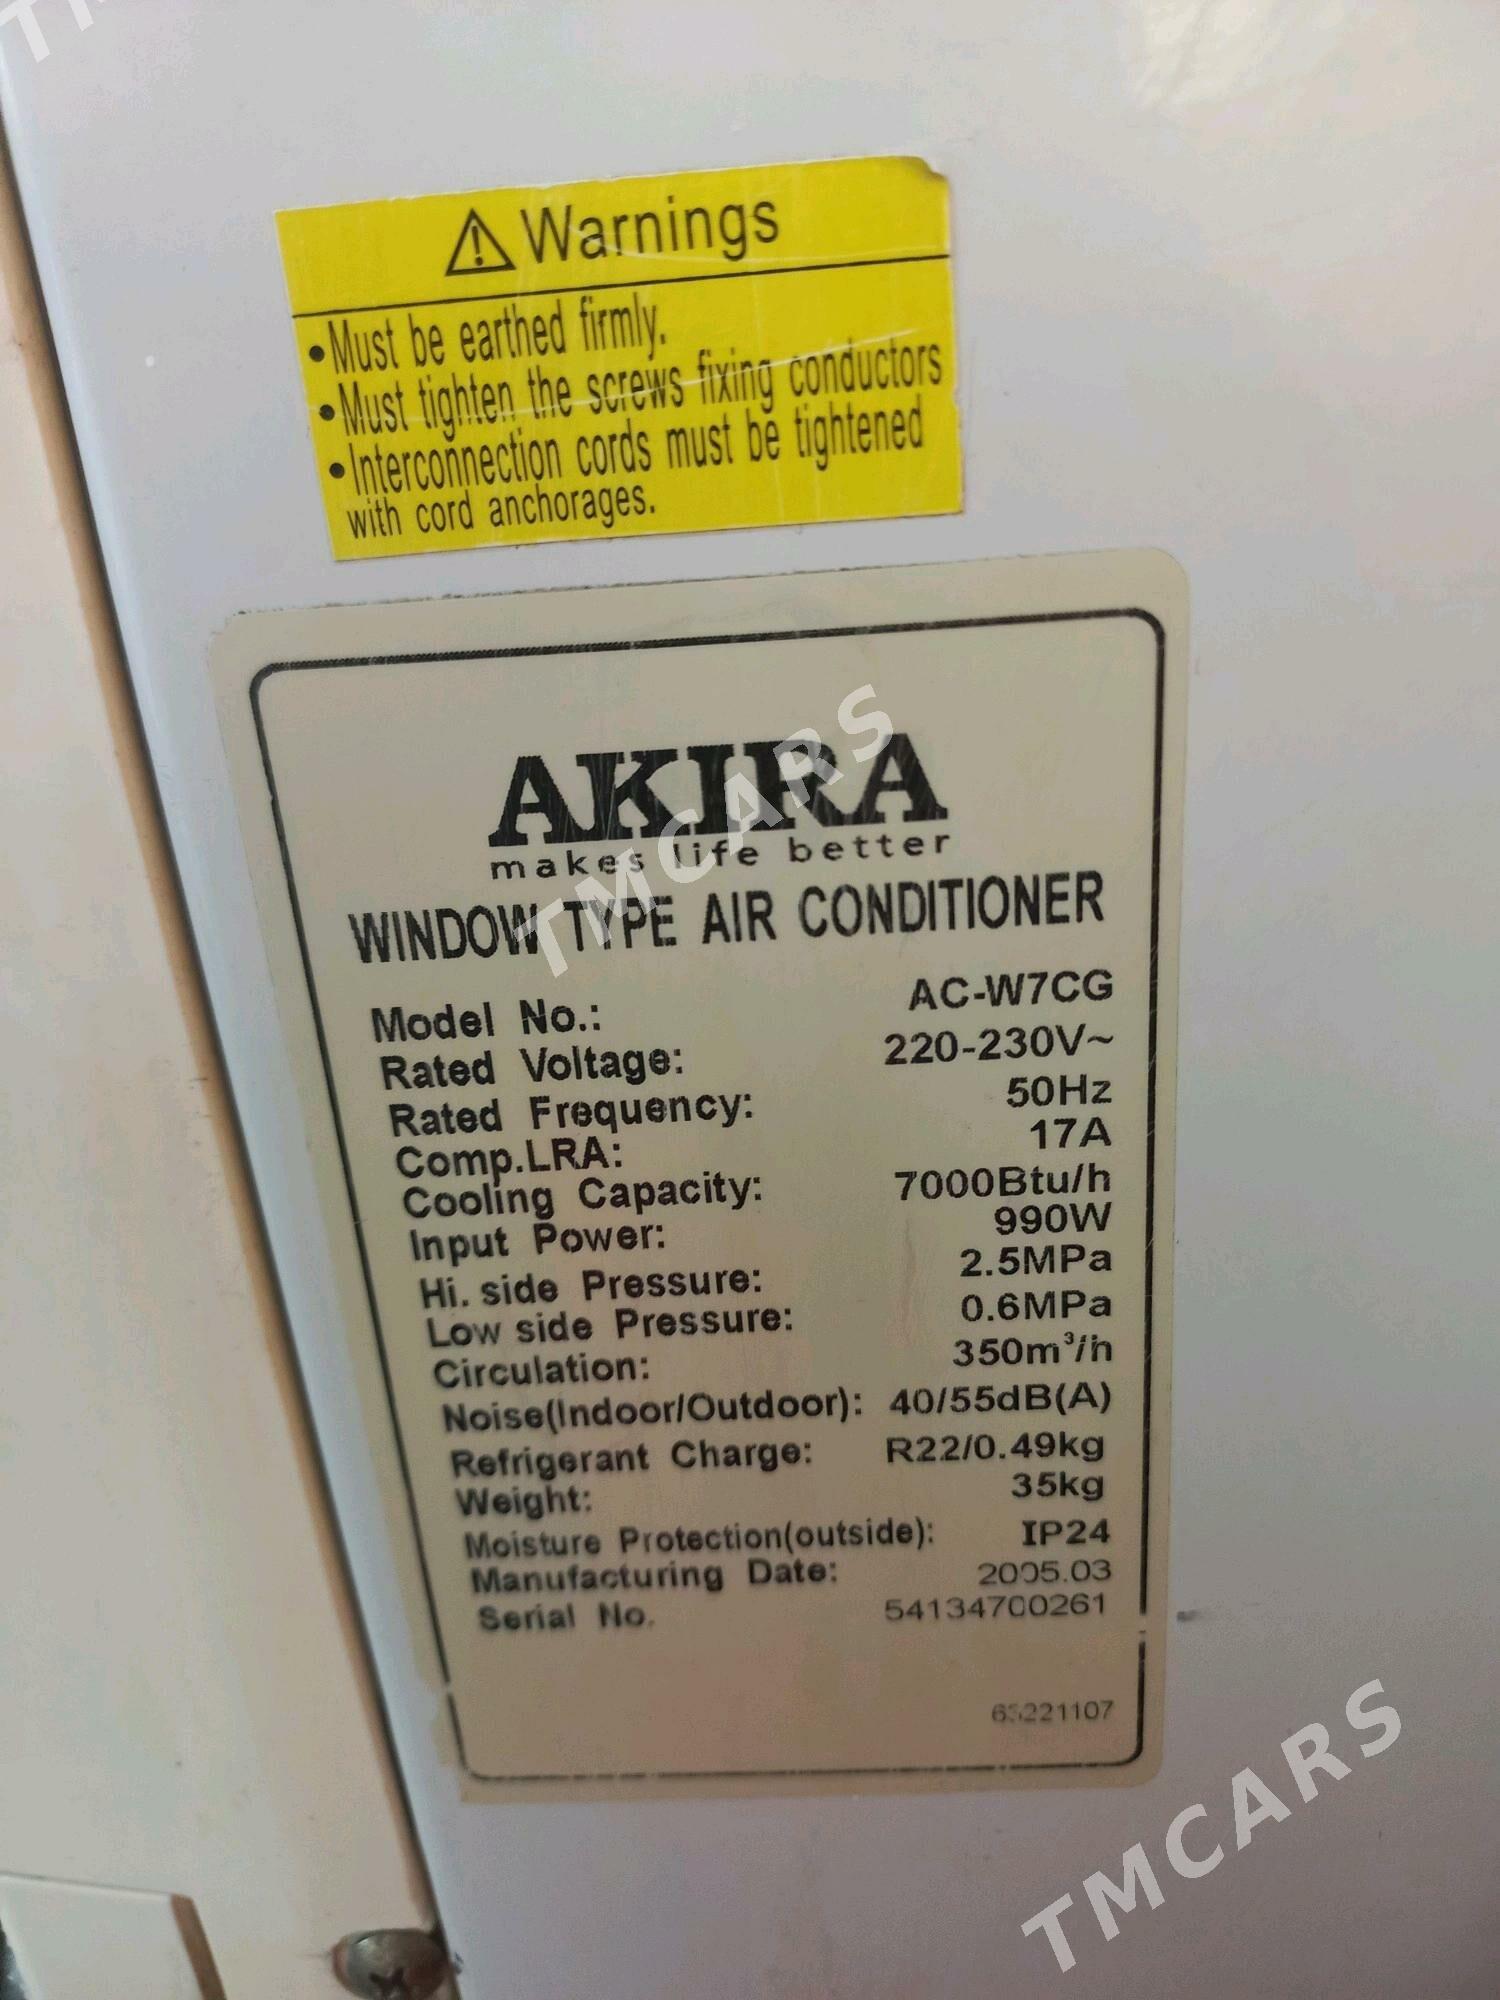 Warnings
•Must be earthed firmly.
•Must tighten the screws fixing conductors
•Interconnection cords must be tightened
with cord anchorages.
AKIRA
makes life better
WINDOW TYPE AIR CONDITIONER
Model No.: AC-W7CG
Rated Voltage: 220-230V~
Rated Frequency: 50Hz
Comp.LRA: 17A
Cooling Capacity: 7000Btu/h
Input Power: 990W
Hi. side Pressure: 2.5MPa
Low side Pressure: 0.6MPa
Circulation: 350m³/h
Noise(Indoor/Outdoor): 40/55dB(A)
Refrigerant Charge: R22/0.49kg
Weight: 35kg
Moisture Protection(outside): IP24
Manufacturing Date: 2005.03
Serial No. 54134700261
TMCARS
TMCARS